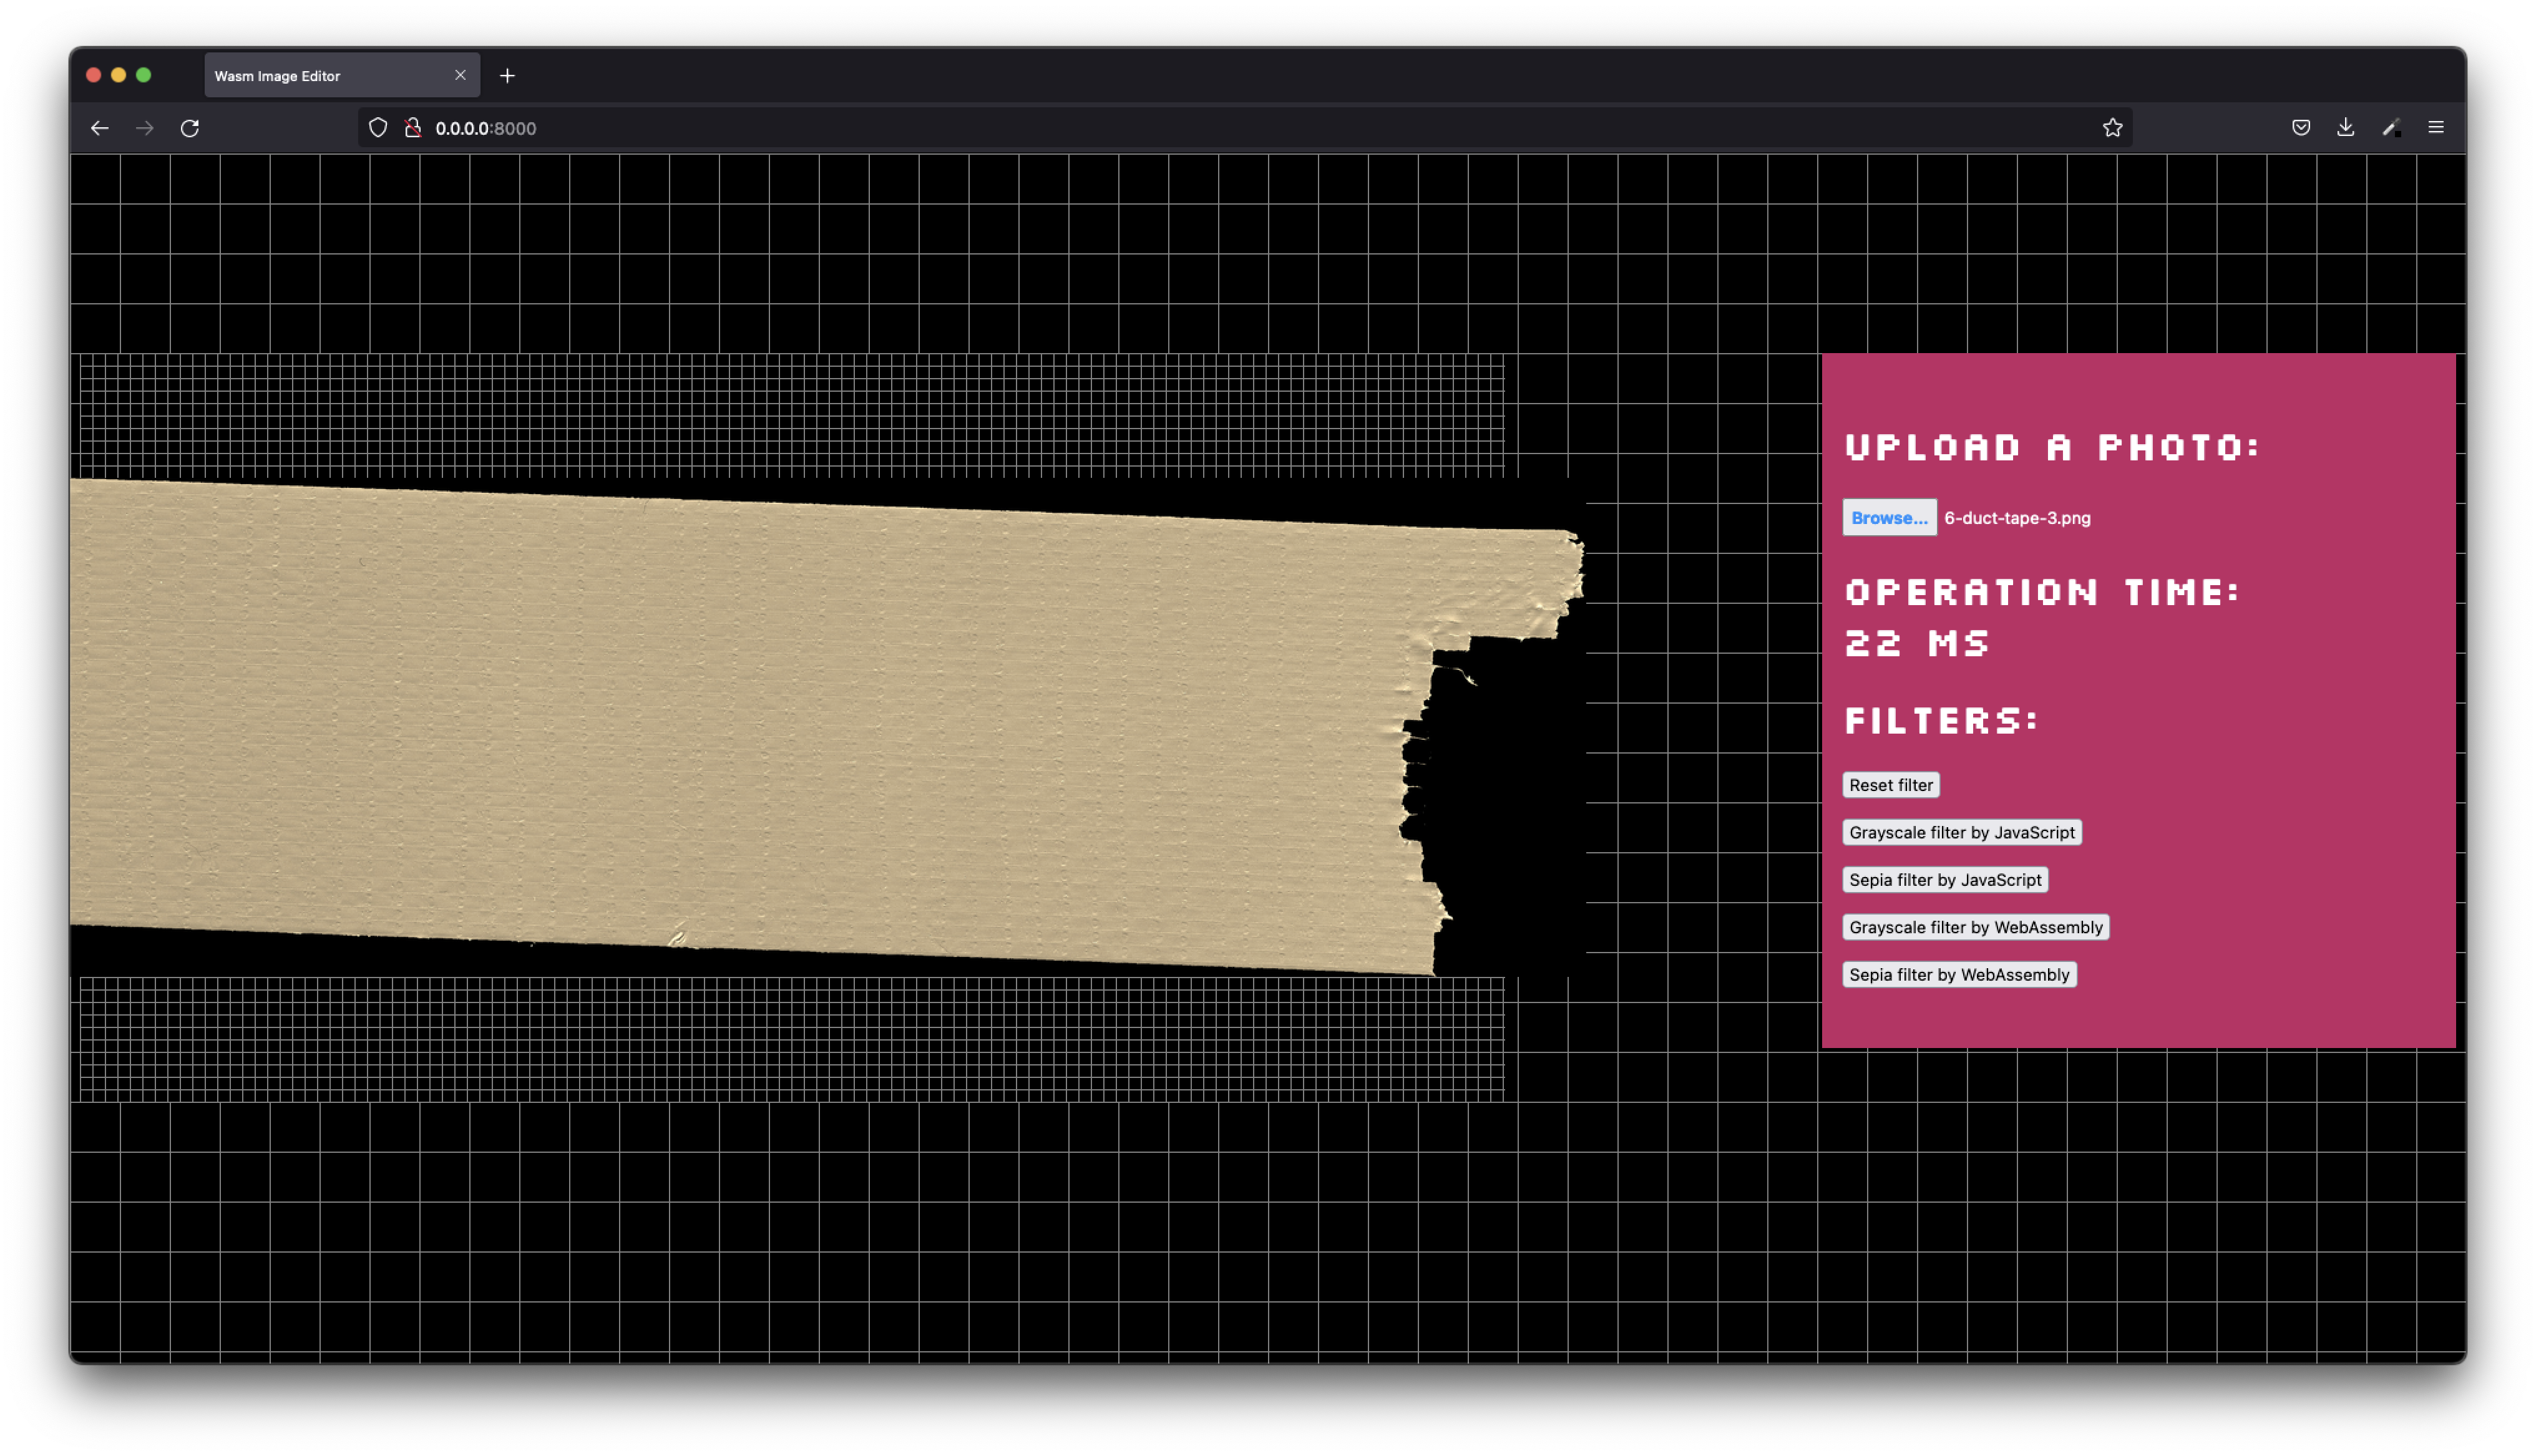 Wasm Image Editor
0.0.0.0:8000
UPLOAD A PHOTO:
Browse... 6-duct-tape-3.png
OPERATION TIME:
22 MS
FILTERS:
Reset filter
Grayscale filter by JavaScript
Sepia filter by JavaScript
Grayscale filter by WebAssembly
Sepia filter by WebAssembly